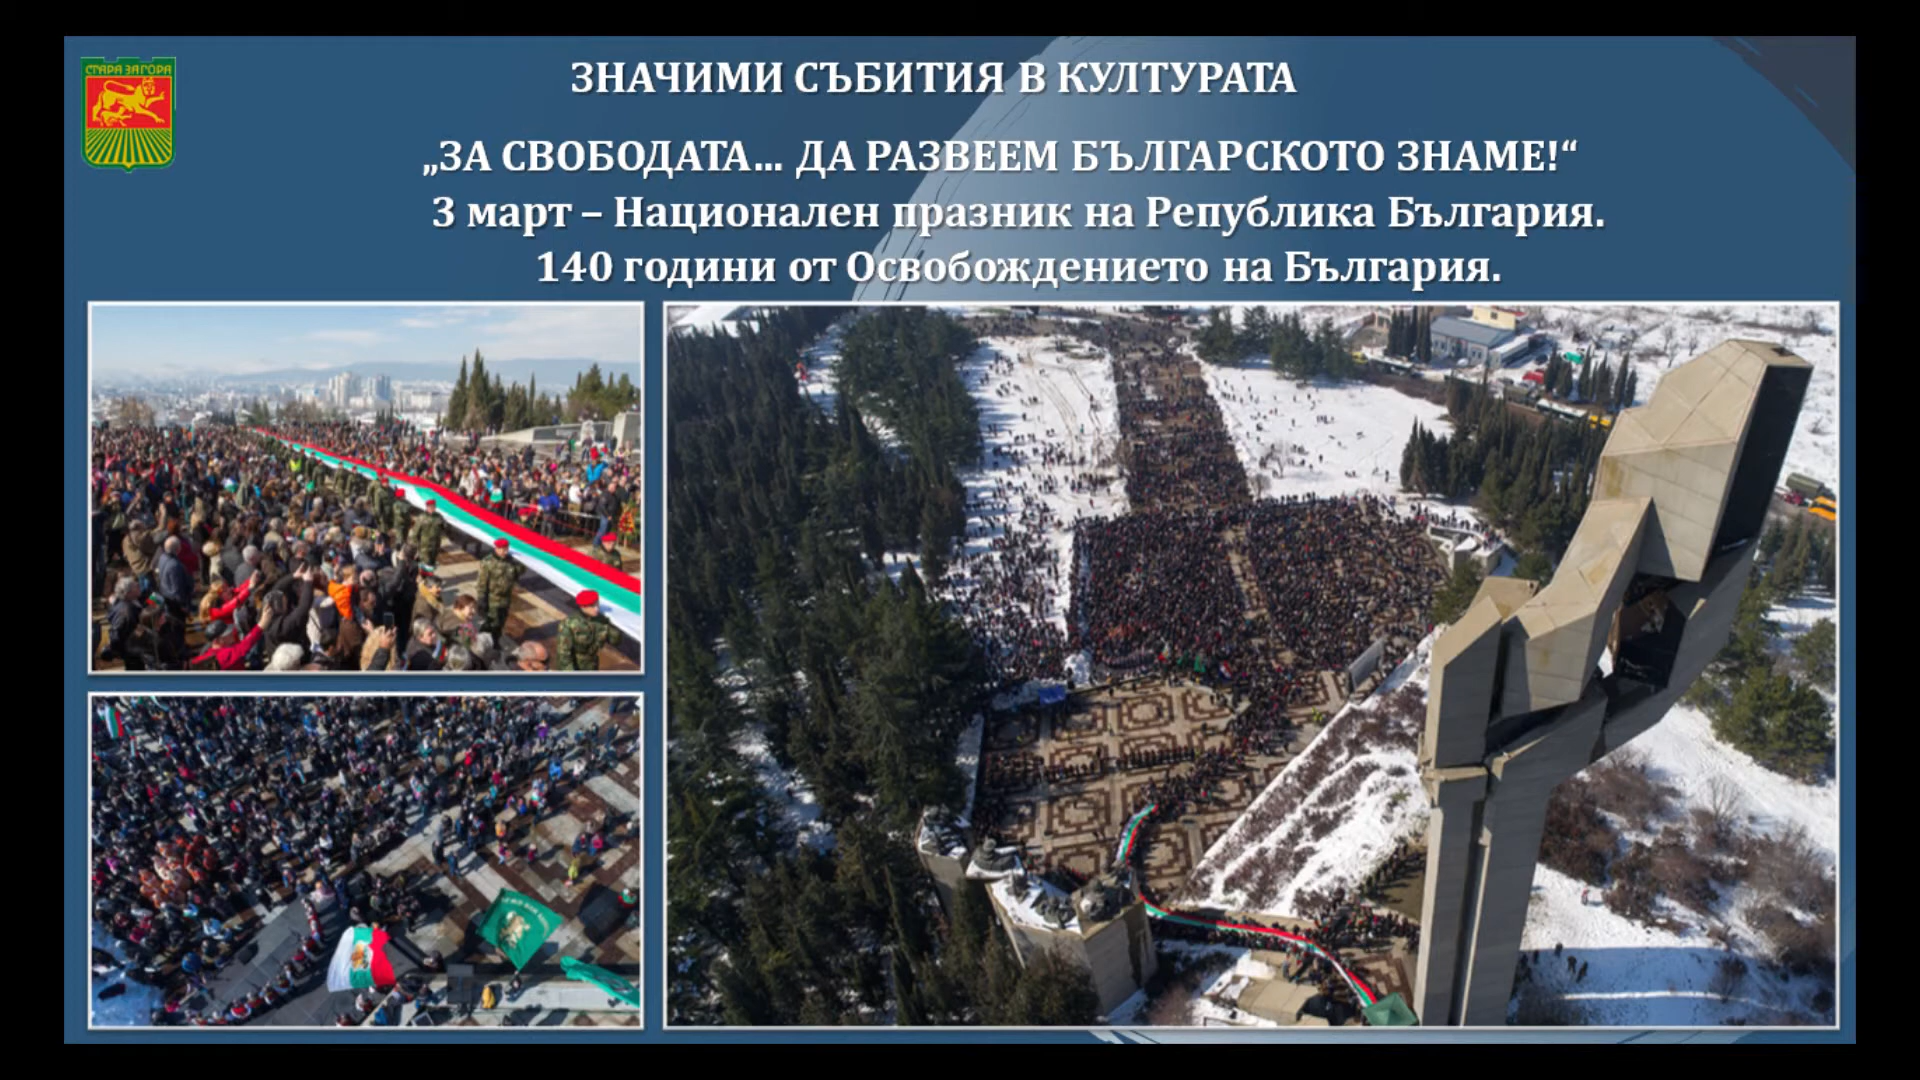 СТАРА ЗАГОРА
ЗНАЧИМИ СЪБИТИЯ В КУЛТУРАТА
„ЗА СВОБОДАТА... ДА РАЗВЕЕМ БЪЛГАРСКОТО ЗНАМЕ!“
3 март – Национален празник на Република България.
140 години от Освобождението на България.